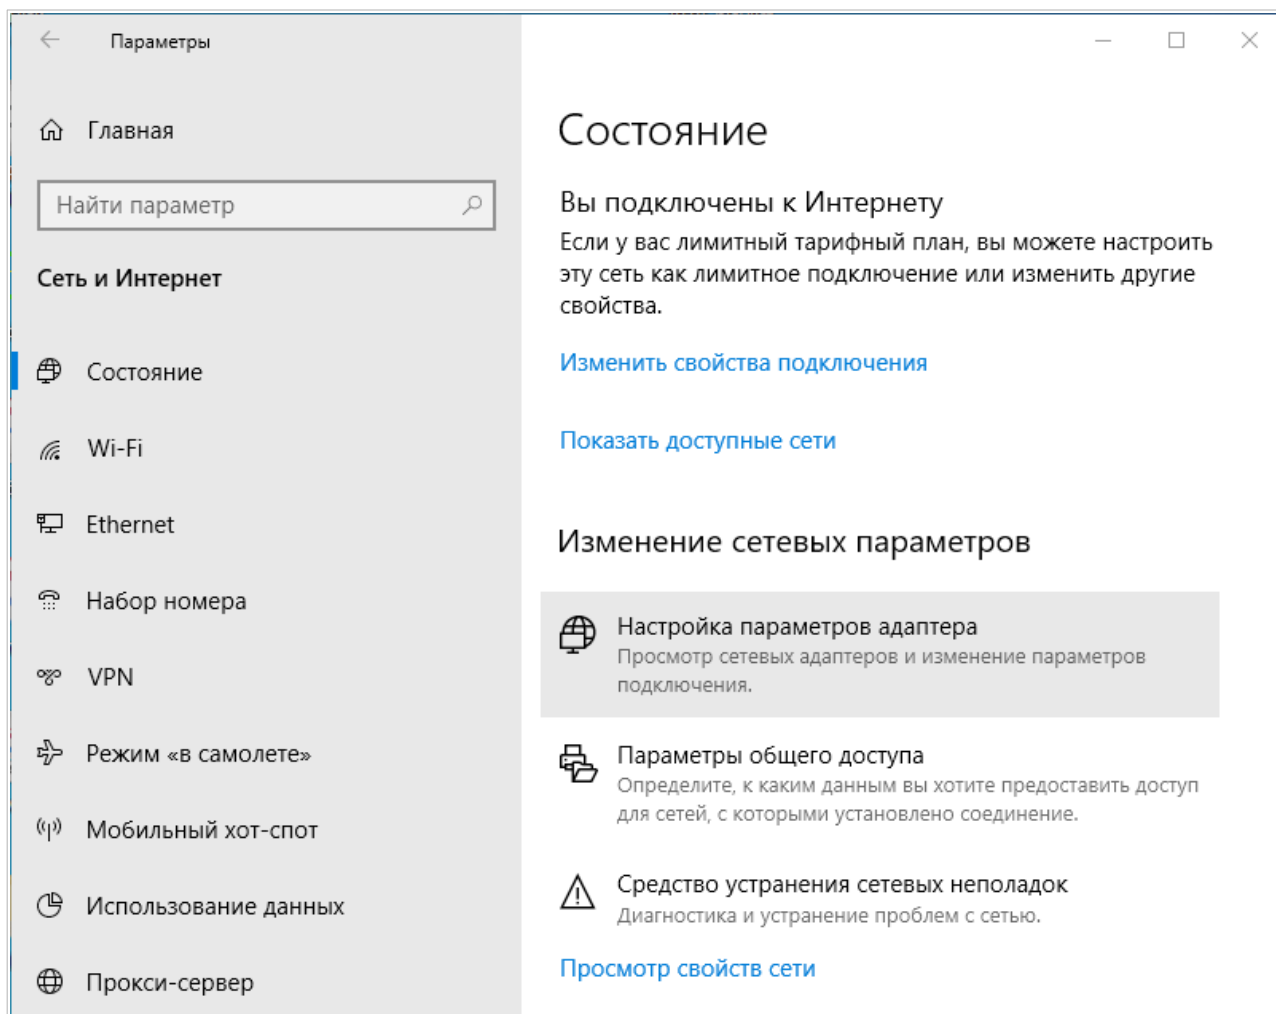 Параметры
Главная
Найти параметр
Сеть и Интернет
Состояние
Wi-Fi
Ethernet
Набор номера
VPN
Режим «в самолете»
Мобильный хот-спот
Использование данных
Прокси-сервер
Состояние
Вы подключены к Интернету
Если у вас лимитный тарифный план, вы можете настроить
эту сеть как лимитное подключение или изменить другие
свойства.
Изменить свойства подключения
Показать доступные сети
Изменение сетевых параметров
Настройка параметров адаптера
Просмотр сетевых адаптеров и изменение параметров
подключения.
Параметры общего доступа
Определите, к каким данным вы хотите предоставить доступ
для сетей, с которыми установлено соединение.
Средство устранения сетевых неполадок
Диагностика и устранение проблем с сетью.
Просмотр свойств сети